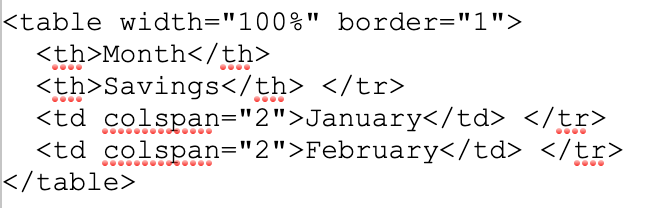 <table width="100%" border="1">
<th>Month</th>
<th>Savings</th> </tr>
<td colspan="2">January</td> </tr>
<td colspan="2">February</td> </tr>
</table>